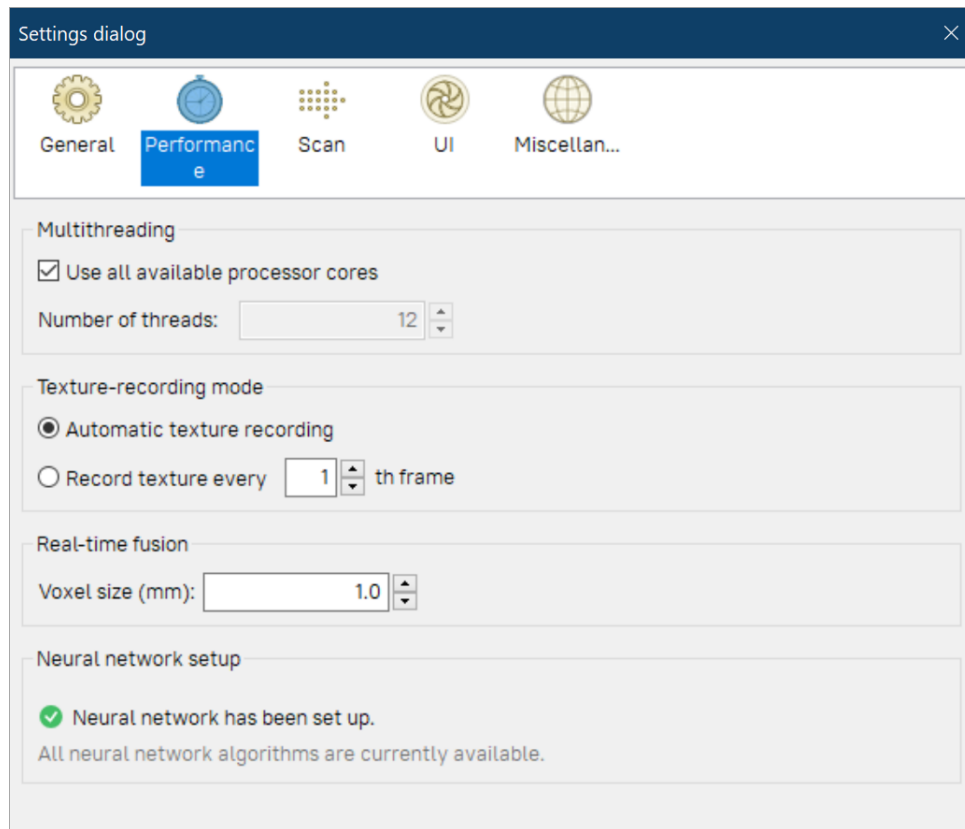 Settings dialog
General
Performanc
e
Scan
UI
Miscellan...
Multithreading
Use all available processor cores
Number of threads: 12
Texture-recording mode
Automatic texture recording
Record texture every 1 th frame
Real-time fusion
Voxel size (mm): 1.0
Neural network setup
Neural network has been set up.
All neural network algorithms are currently available.